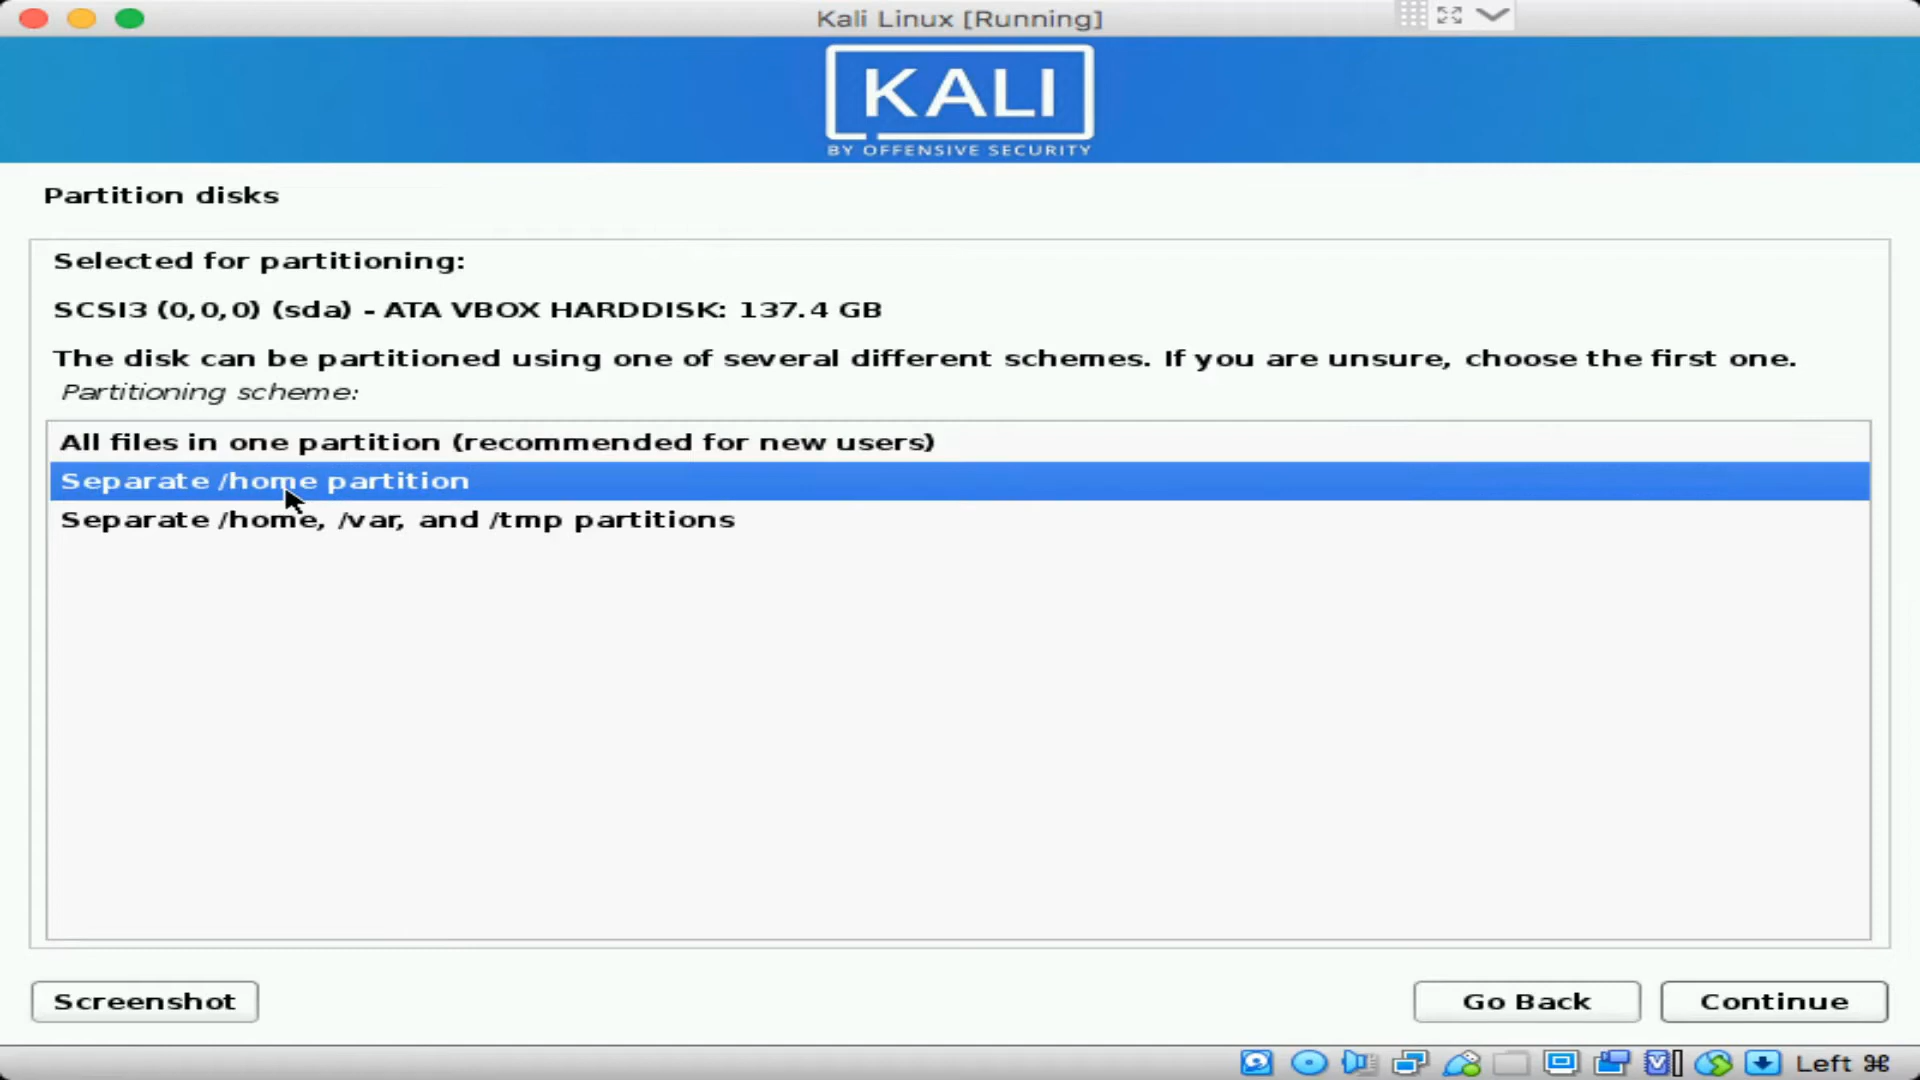 Kali Linux [Running]
KALI
BY OFFENSIVE SECURITY
Partition disks
Selected for partitioning:
SCSI3 (0,0,0) (sda) - ATA VBOX HARDDISK: 137.4 GB
The disk can be partitioned using one of several different schemes. If you are unsure, choose the first one.
Partitioning scheme:
All files in one partition (recommended for new users)
Separate /home partition
Separate /home, /var, and /tmp partitions
Screenshot
Go Back
Continue
Left ⌘